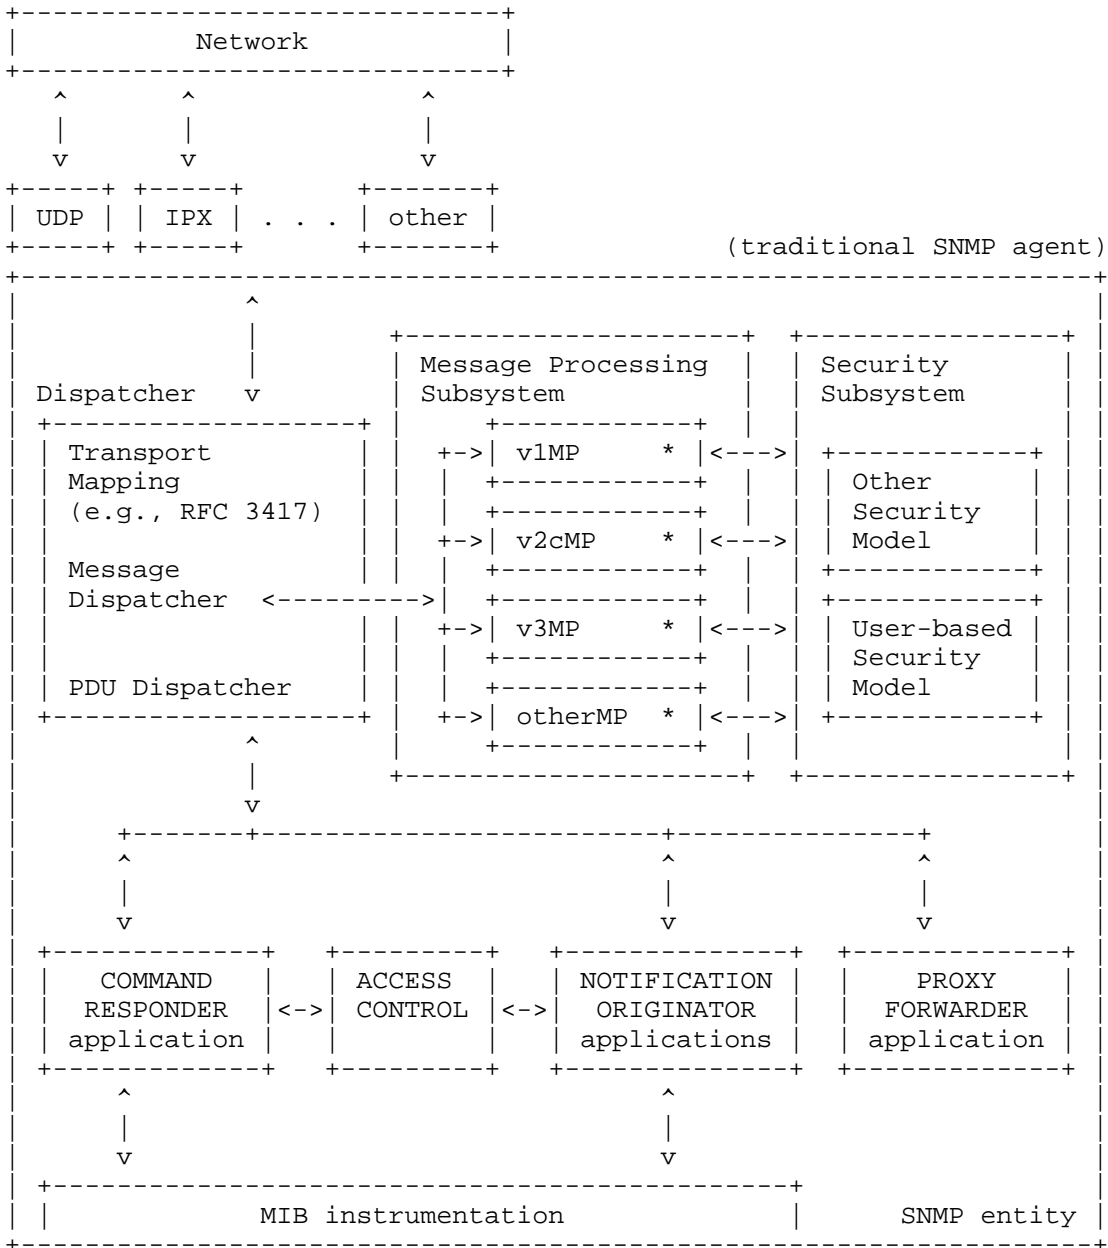 Network
UDP IPX . . . other
(traditional SNMP agent)
Message Processing Security
Dispatcher Subsystem Subsystem
Transport v1MP *
Mapping Other
(e.g., RFC 3417) Security
v2cMP * Model
Message
Dispatcher
v3MP * User-based
Security
PDU Dispatcher Model
otherMP *
COMMAND ACCESS NOTIFICATION PROXY
RESPONDER CONTROL ORIGINATOR FORWARDER
application applications application
MIB instrumentation SNMP entity